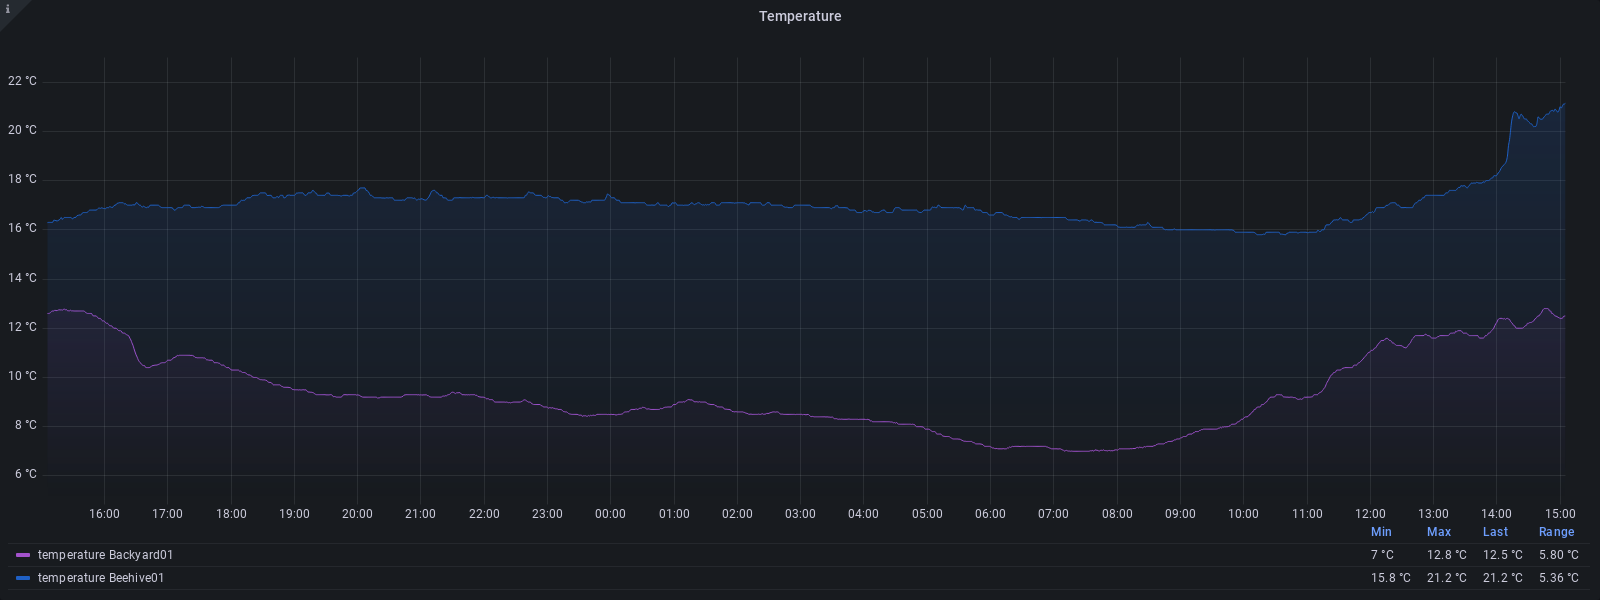 i
Temperature
22 °C
20 °C
18 °C
16 °C
14 °C
12 °C
10 °C
8 °C
6 °C
16:00 17:00 18:00 19:00 20:00 21:00 22:00 23:00 00:00 01:00 02:00 03:00 04:00 05:00 06:00 07:00 08:00 09:00 10:00 11:00 12:00 13:00 14:00 15:00
Min Max Last Range
temperature Backyard01 7 °C 12.8 °C 12.5 °C 5.80 °C
temperature Beehive01 15.8 °C 21.2 °C 21.2 °C 5.36 °C